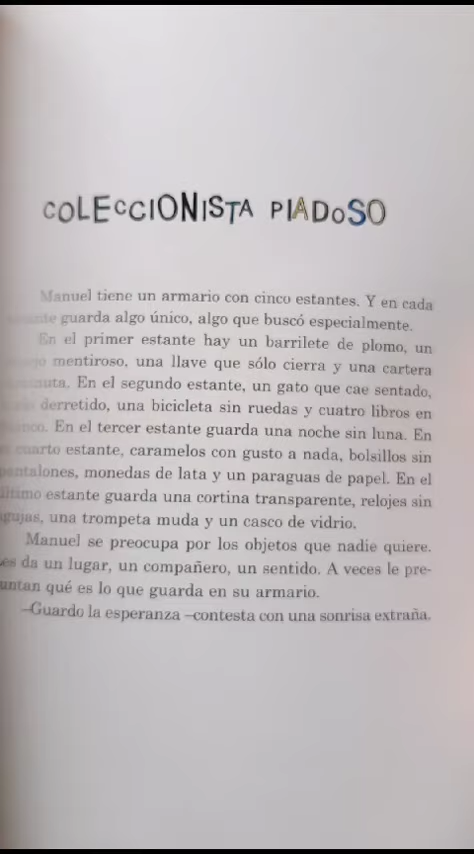 COLECCIONISTA PIADOSO
Manuel tiene un armario con cinco estantes. Y en cada
guarda algo único, algo que buscó especialmente.
En el primer estante hay un barrilete de plomo, un
mentiroso, una llave que sólo cierra y una cartera
En el segundo estante, un gato que cae sentado,
derretido, una bicicleta sin ruedas y cuatro libros en
En el tercer estante guarda una noche sin luna. En
cuarto estante, caramelos con gusto a nada, bolsillos sin
pantalones, monedas de lata y un paraguas de papel. En el
último estante guarda una cortina transparente, relojes sin
agujas, una trompeta muda y un casco de vidrio.
Manuel se preocupa por los objetos que nadie quiere.
Les da un lugar, un compañero, un sentido. A veces le pre-
guntan qué es lo que guarda en su armario.
–Guardo la esperanza –contesta con una sonrisa extraña.